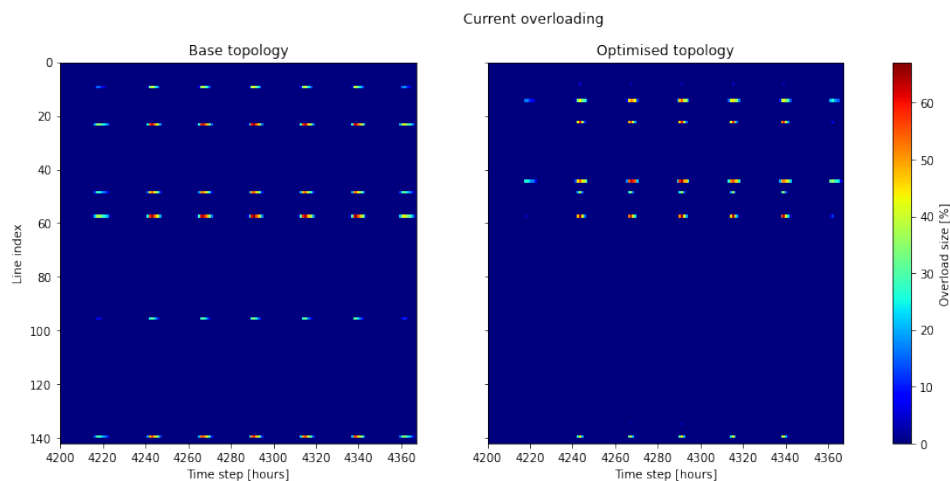 Current overloading
Base topology
Optimised topology
Line index
0
20
40
60
80
100
120
140
4200 4220 4240 4260 4280 4300 4320 4340 4360
Time step [hours]
4200 4220 4240 4260 4280 4300 4320 4340 4360
Time step [hours]
60
50
40
30
20
10
0
Overload size [%]